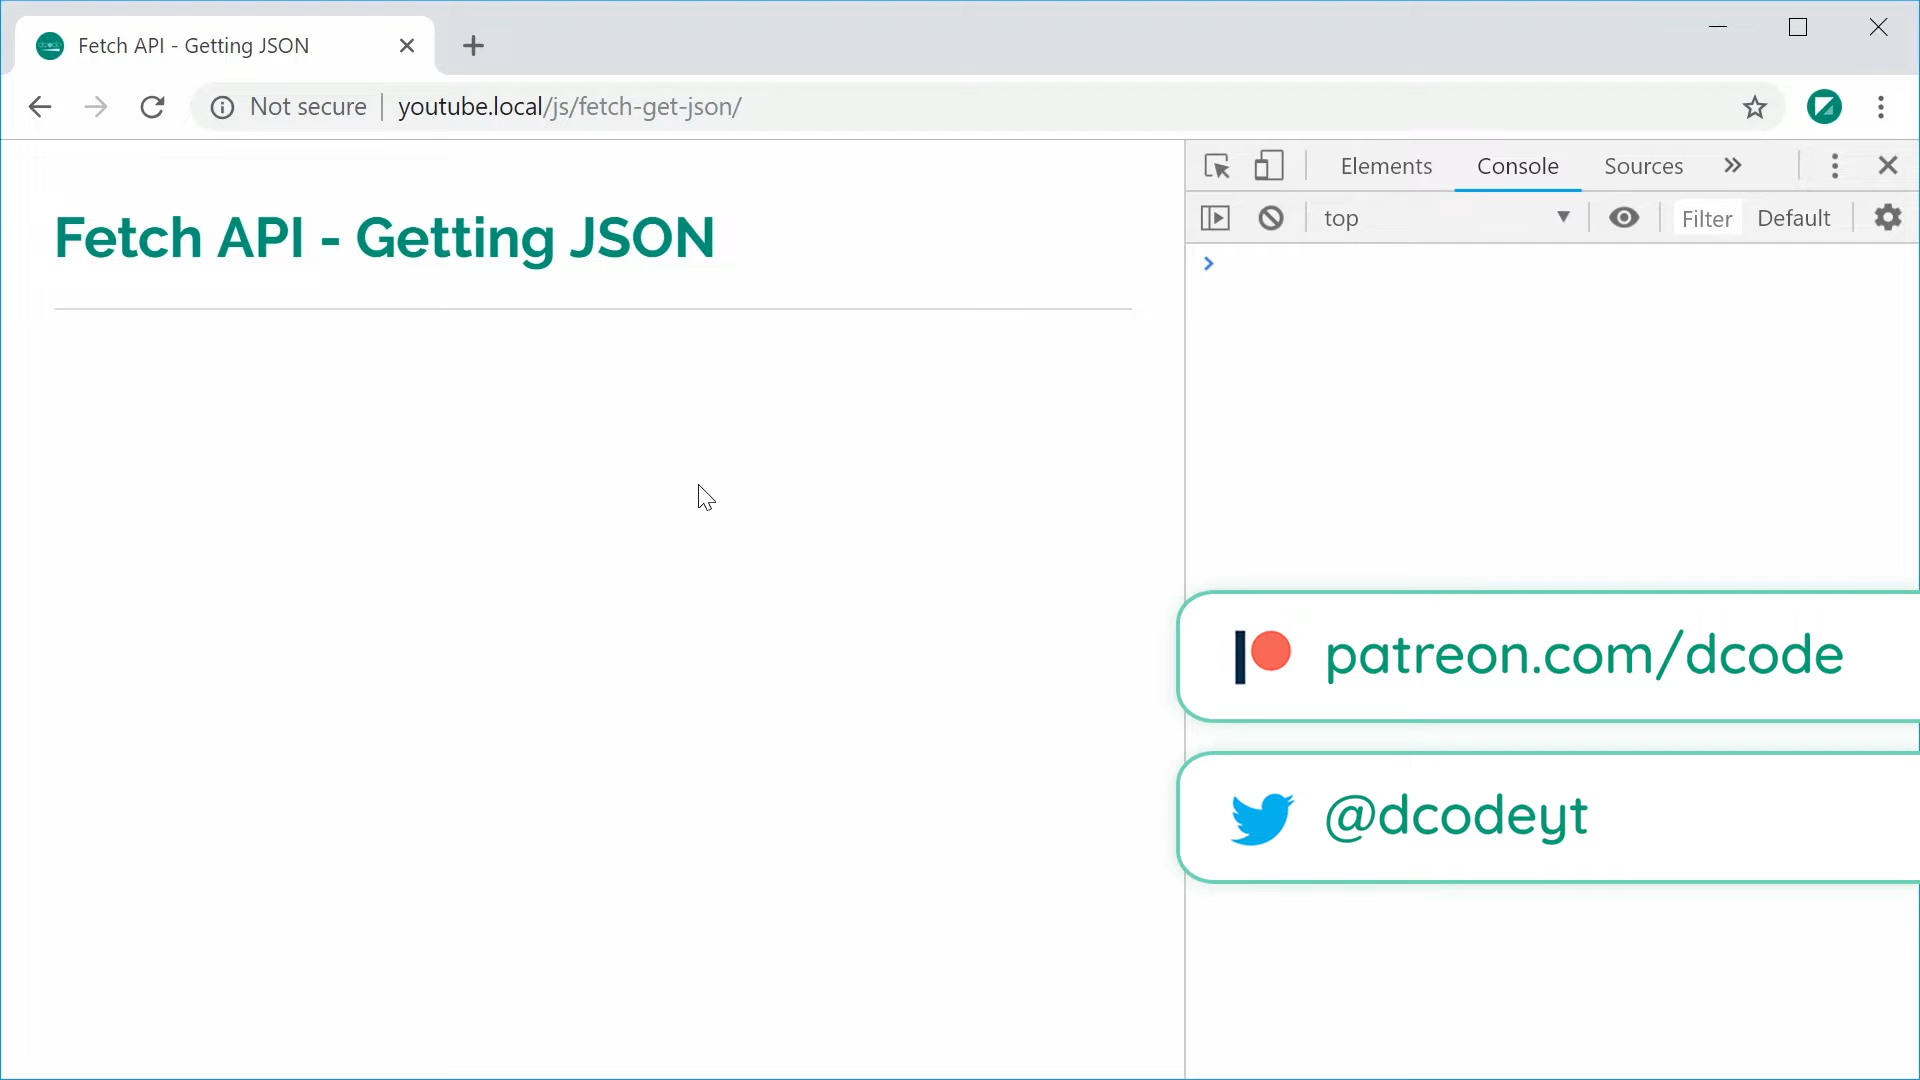 Fetch API - Getting JSON
Not secure | youtube.local/js/fetch-get-json/
Elements Console Sources
top Filter Default
Fetch API - Getting JSON
patreon.com/dcode
@dcodeyt